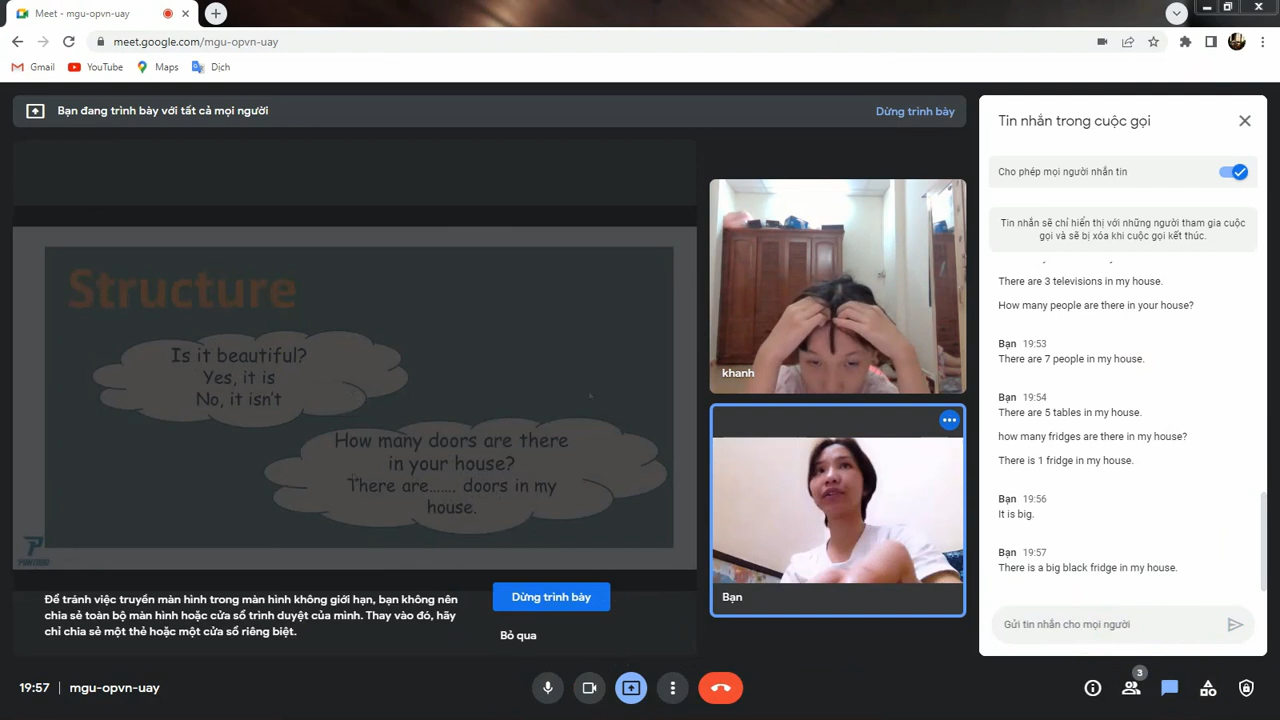 Meet - mgu-opvn-uay
meet.google.com/mgu-opvn-uay
Gmail
YouTube
Maps
Dịch
Bạn đang trình bày với tất cả mọi người
Dừng trình bày
Structure
Is it beautiful?
Yes, it is
No, it isn't
How many doors are there
in your house?
There are....... doors in my
house.
Để tránh việc truyền màn hình trong màn hình không giới hạn, bạn không nên
chia sẻ toàn bộ màn hình hoặc cửa sổ trình duyệt của mình. Thay vào đó, hãy
chỉ chia sẻ một thẻ hoặc một cửa sổ riêng biệt.
Dừng trình bày
Bỏ qua
khanh
Bạn
Tin nhắn trong cuộc gọi
Cho phép mọi người nhắn tin
Tin nhắn sẽ chỉ hiển thị với những người tham gia cuộc
gọi và sẽ bị xóa khi cuộc gọi kết thúc.
There are 3 televisions in my house.
How many people are there in your house?
Bạn 19:53
There are 7 people in my house.
Bạn 19:54
There are 5 tables in my house.
how many fridges are there in my house?
There is 1 fridge in my house.
Bạn 19:56
It is big.
Bạn 19:57
There is a big black fridge in my house.
Gửi tin nhắn cho mọi người
19:57 | mgu-opvn-uay
3